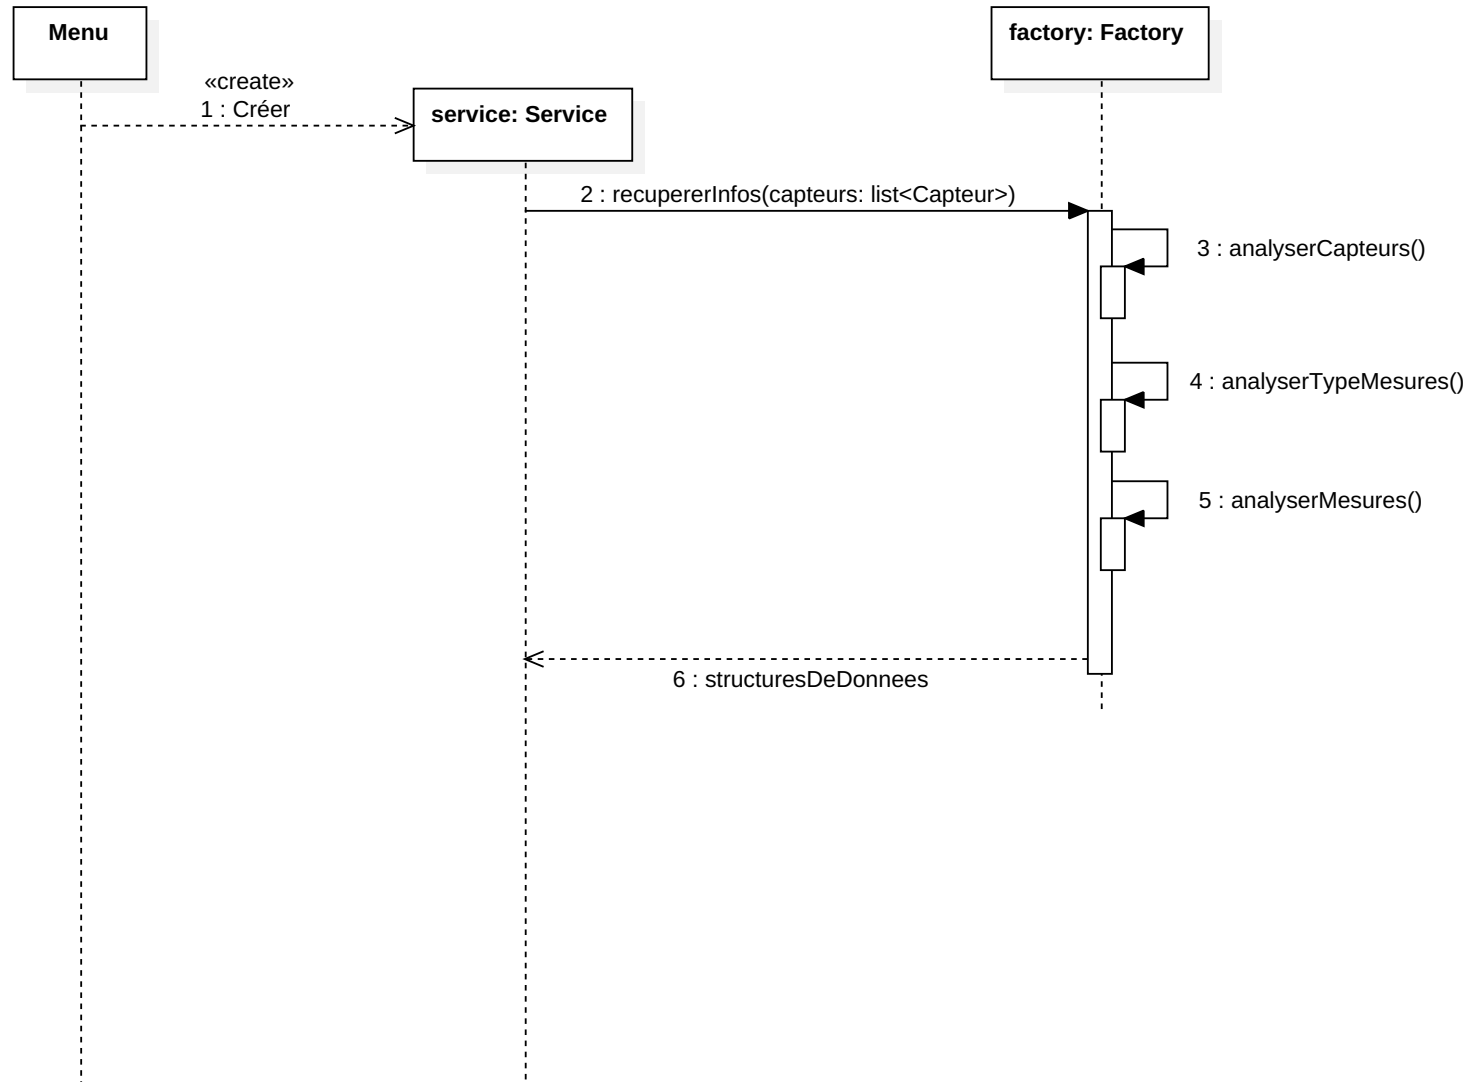 Menu
factory: Factory
«create»
1 : Créer
service: Service
2 : recupererInfos(capteurs: list<Capteur>)
3 : analyserCapteurs()
4 : analyserTypeMesures()
5 : analyserMesures()
6 : structuresDeDonnees